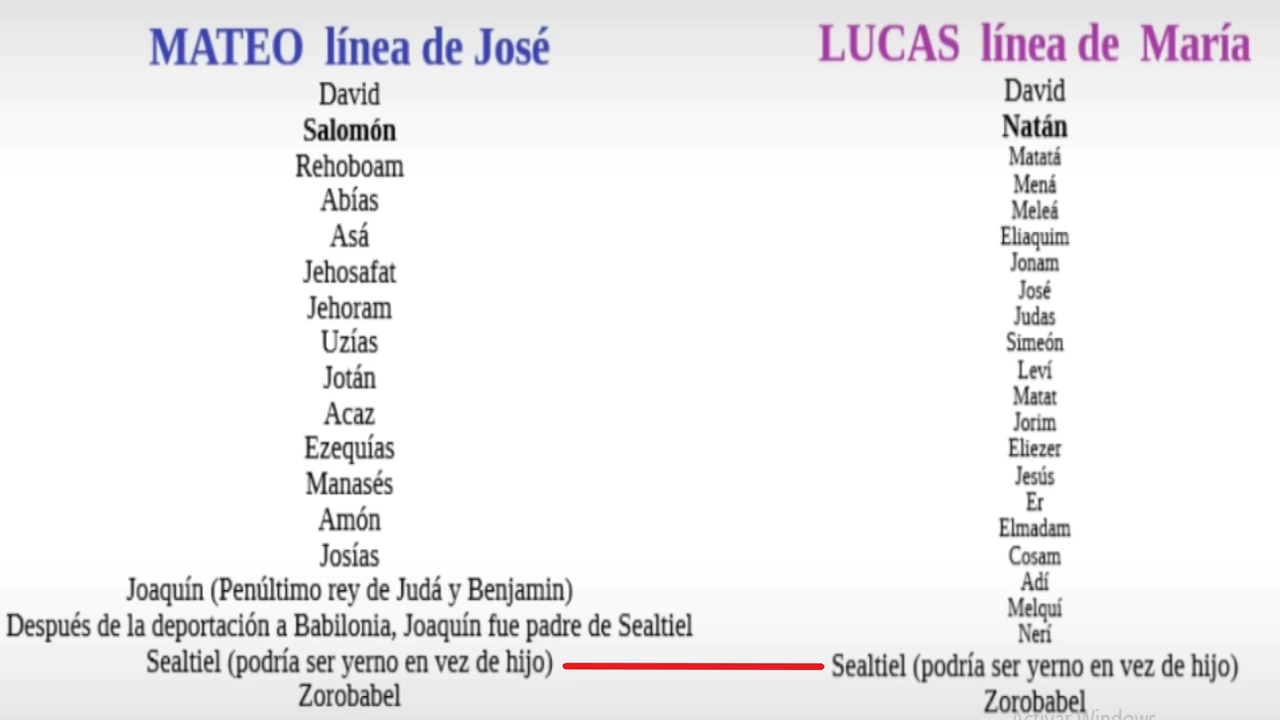 MATEO línea de José
David
Salomón
Rehoboam
Abías
Asá
Jehosafat
Jehoram
Uzías
Jotán
Acaz
Ezequías
Manasés
Amón
Josías
Joaquín (Penúltimo rey de Judá y Benjamin)
Después de la deportación a Babilonia, Joaquín fue padre de Sealtiel
Sealtiel (podría ser yerno en vez de hijo)
Zorobabel
LUCAS línea de María
David
Natán
Matatá
Mená
Meleá
Eliaquim
Jonam
José
Judas
Simeón
Leví
Matat
Jorim
Eliezer
Jesús
Er
Elmadam
Cosam
Adí
Melquí
Nerí
Sealtiel (podría ser yerno en vez de hijo)
Zorobabel
Activar Windows